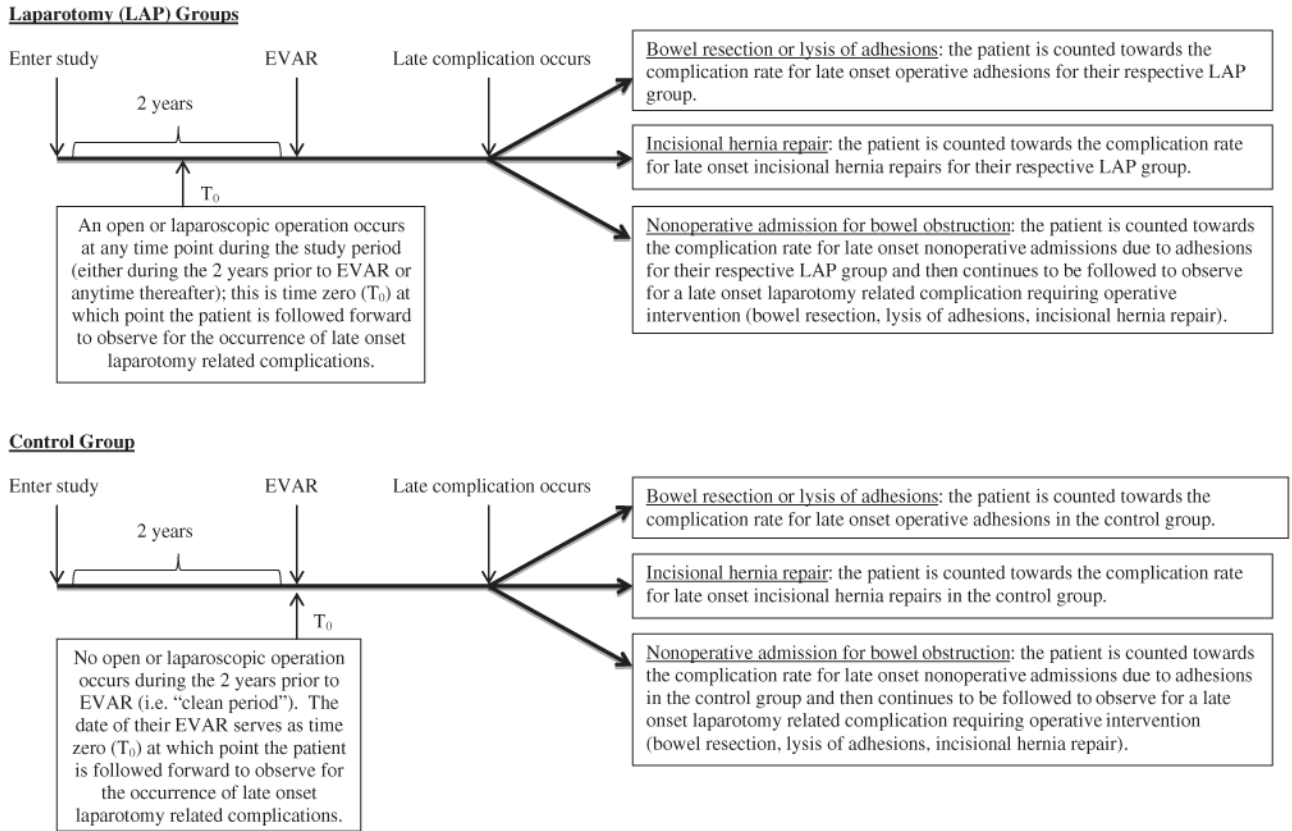 Laparotomy (LAP) Groups
Enter study
EVAR
Late complication occurs
2 years
T₀
An open or laparoscopic operation occurs
at any time point during the study period
(either during the 2 years prior to EVAR or
anytime thereafter); this is time zero (T₀) at
which point the patient is followed forward
to observe for the occurrence of late onset
laparotomy related complications.
Bowel resection or lysis of adhesions: the patient is counted towards the
complication rate for late onset operative adhesions for their respective LAP
group.
Incisional hernia repair: the patient is counted towards the complication rate
for late onset incisional hernia repairs for their respective LAP group.
Nonoperative admission for bowel obstruction: the patient is counted towards
the complication rate for late onset nonoperative admissions due to adhesions
for their respective LAP group and then continues to be followed to observe
for a late onset laparotomy related complication requiring operative
intervention (bowel resection, lysis of adhesions, incisional hernia repair).
Control Group
Enter study
EVAR
Late complication occurs
2 years
T₀
No open or laparoscopic operation
occurs during the 2 years prior to
EVAR (i.e. “clean period”). The
date of their EVAR serves as time
zero (T₀) at which point the patient
is followed forward to observe for
the occurrence of late onset
laparotomy related complications.
Bowel resection or lysis of adhesions: the patient is counted towards the
complication rate for late onset operative adhesions in the control group.
Incisional hernia repair: the patient is counted towards the complication rate
for late onset incisional hernia repairs in the control group.
Nonoperative admission for bowel obstruction: the patient is counted towards
the complication rate for late onset nonoperative admissions due to adhesions
in the control group and then continues to be followed to observe for a late
onset laparotomy related complication requiring operative intervention
(bowel resection, lysis of adhesions, incisional hernia repair).